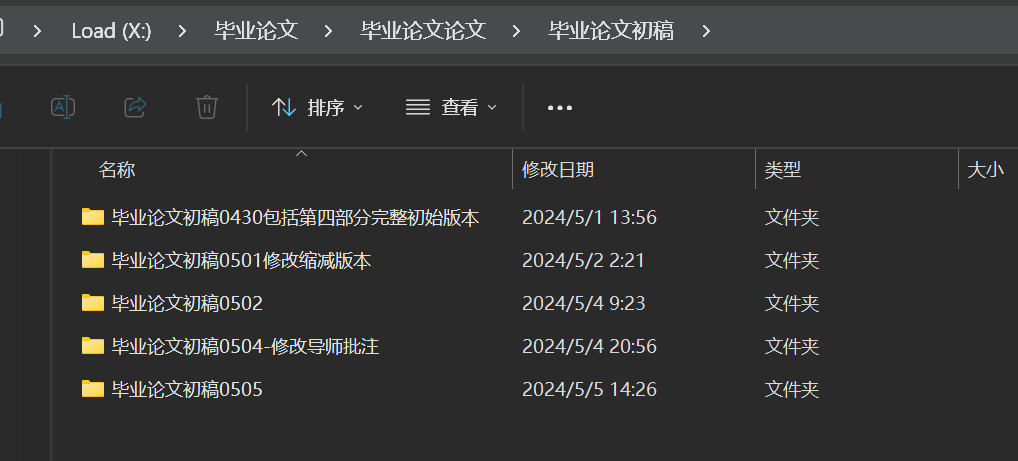 Load (X:) > 毕业论文 > 毕业论文论文 > 毕业论文初稿 >
排序 查看 •••
名称 修改日期 类型 大小
毕业论文初稿0430包括第四部分完整初始版本 2024/5/1 13:56 文件夹
毕业论文初稿0501修改缩减版本 2024/5/2 2:21 文件夹
毕业论文初稿0502 2024/5/4 9:23 文件夹
毕业论文初稿0504-修改导师批注 2024/5/4 20:56 文件夹
毕业论文初稿0505 2024/5/5 14:26 文件夹